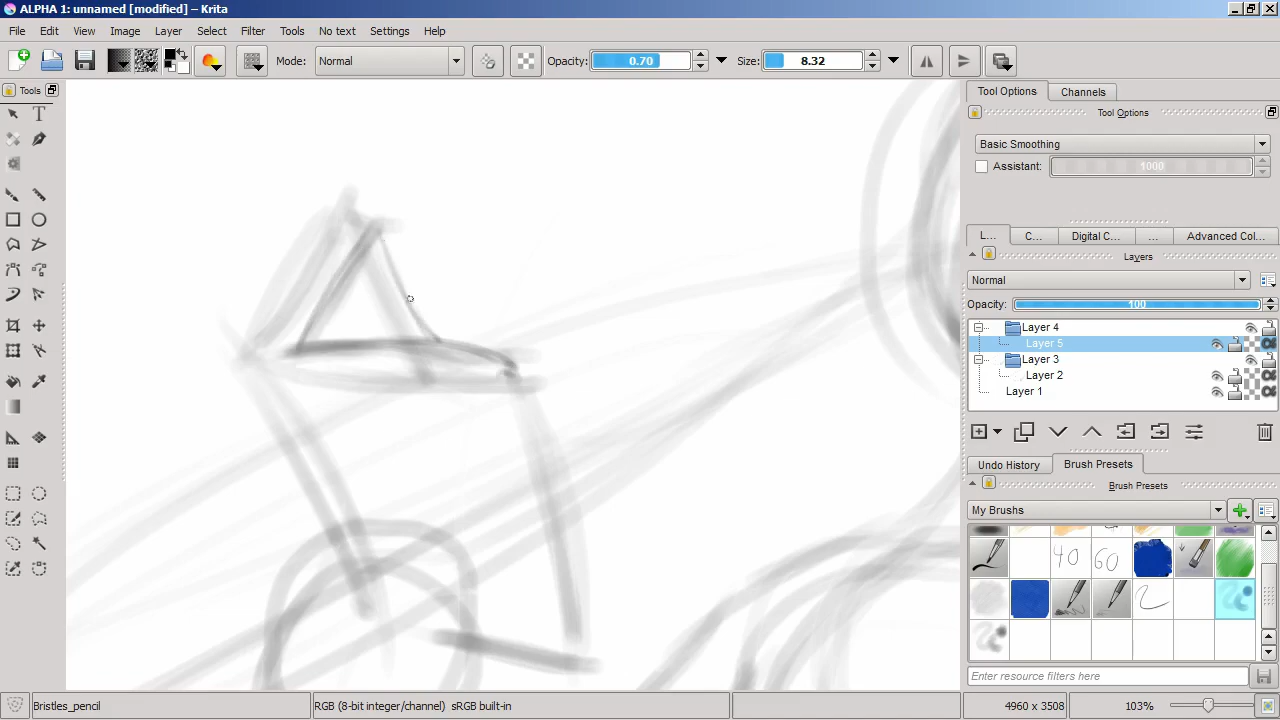 ALPHA 1: unnamed [modified] - Krita
File Edit View Image Layer Select Filter Tools No text Settings Help
Mode: Normal Opacity: 0.70 Size: 8.32
Tools
Tool Options Channels
Tool Options
Basic Smoothing
Assistant: 1000
L... C... Digital C... ... Advanced Col...
Layers
Normal
Opacity: 100
Layer 4
Layer 5
Layer 3
Layer 2
Layer 1
Undo History Brush Presets
Brush Presets
My Brushes
40 60
Enter resource filters here
Bristles_pencil RGB (8-bit integer/channel) sRGB built-in 4960 x 3508 103%